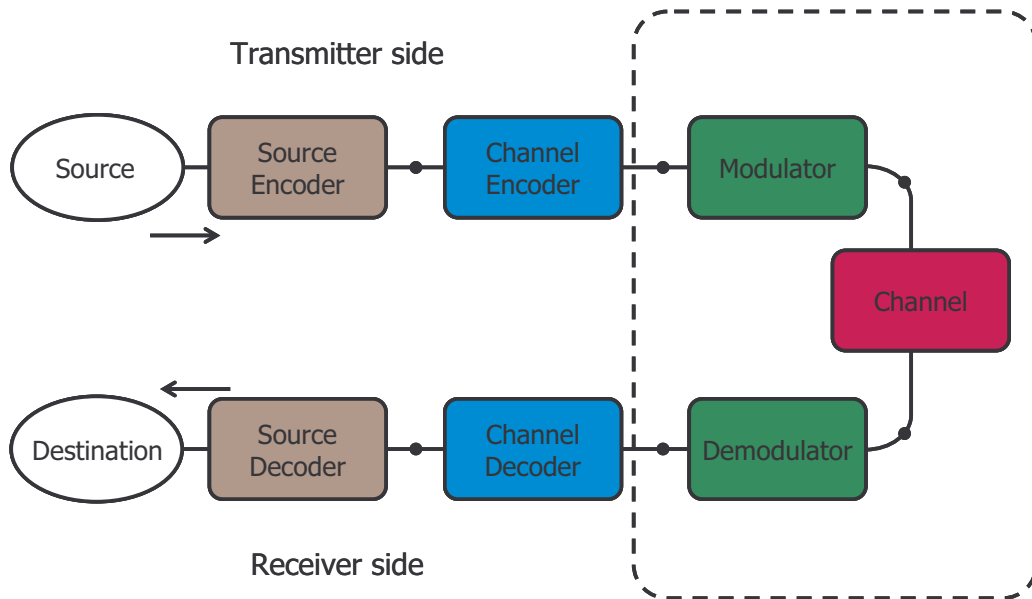 Transmitter side
Source
Source
Encoder
Channel
Encoder
Modulator
Channel
Destination
Source
Decoder
Channel
Decoder
Demodulator
Receiver side